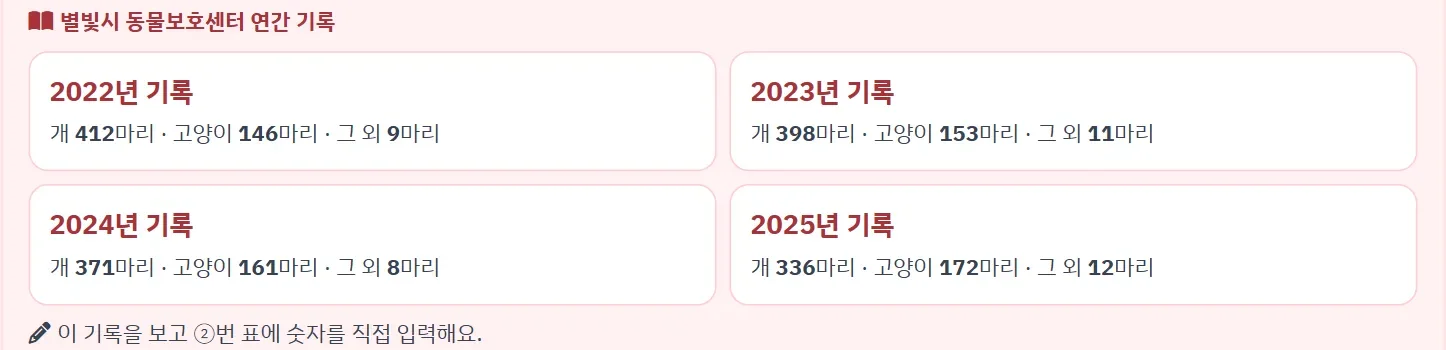 별빛시 동물보호센터 연간 기록
2022년 기록
개 412마리 · 고양이 146마리 · 그 외 9마리
2023년 기록
개 398마리 · 고양이 153마리 · 그 외 11마리
2024년 기록
개 371마리 · 고양이 161마리 · 그 외 8마리
2025년 기록
개 336마리 · 고양이 172마리 · 그 외 12마리
이 기록을 보고 ②번 표에 숫자를 직접 입력해요.